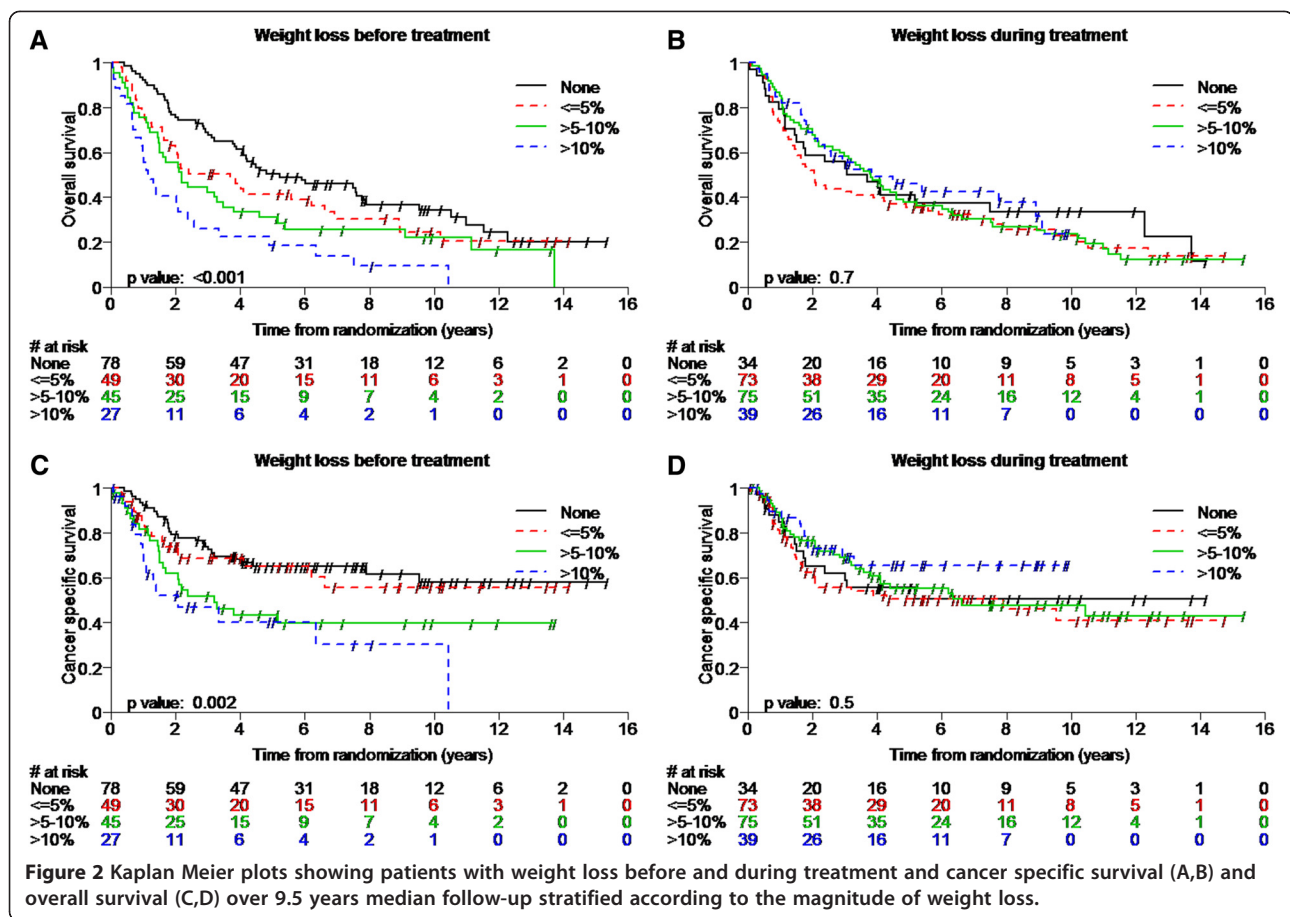 A
Weight loss before treatment
Overall survival
1
0.8
0.6
0.4
0.2
0
None
<=5%
>5-10%
>10%
p value: <0.001
2 4 6 8 10 12 14 16
Time from randomization (years)
# at risk
None 78 59 47 31 18 12 6 2 0
<=5% 49 30 20 15 11 6 3 1 0
>5-10% 45 25 15 9 7 4 2 0 0
>10% 27 11 6 4 2 1 0 0 0
B
Weight loss during treatment
Overall survival
1
0.8
0.6
0.4
0.2
0
None
<=5%
>5-10%
>10%
p value: 0.7
0 2 4 6 8 10 12 14 16
Time from randomization (years)
# at risk
None 34 20 16 10 9 5 3 1 0
<=5% 73 38 29 20 11 8 5 1 0
>5-10% 75 51 35 24 16 12 4 1 0
>10% 39 26 16 11 7 0 0 0 0
C
Weight loss before treatment
Cancer specific survival
1
0.8
0.6
0.4
0.2
0
None
<=5%
>5-10%
>10%
p value: 0.002
0 2 4 6 8 10 12 14 16
Time from randomization (years)
# at risk
None 78 59 47 31 18 12 6 2 0
<=5% 49 30 20 15 11 6 3 1 0
>5-10% 45 25 15 9 7 4 2 0 0
>10% 27 11 6 4 2 1 0 0 0
D
Weight loss during treatment
Cancer specific survival
1
0.8
0.6
0.4
0.2
0
None
<=5%
>5-10%
>10%
p value: 0.5
0 2 4 6 8 10 12 14 16
Time from randomization (years)
# at risk
None 34 20 16 10 9 5 3 1 0
<=5% 73 38 29 20 11 8 5 1 0
>5-10% 75 51 35 24 16 12 4 1 0
>10% 39 26 16 11 7 0 0 0 0
Figure 2 Kaplan Meier plots showing patients with weight loss before and during treatment and cancer specific survival (A,B) and
overall survival (C,D) over 9.5 years median follow-up stratified according to the magnitude of weight loss.